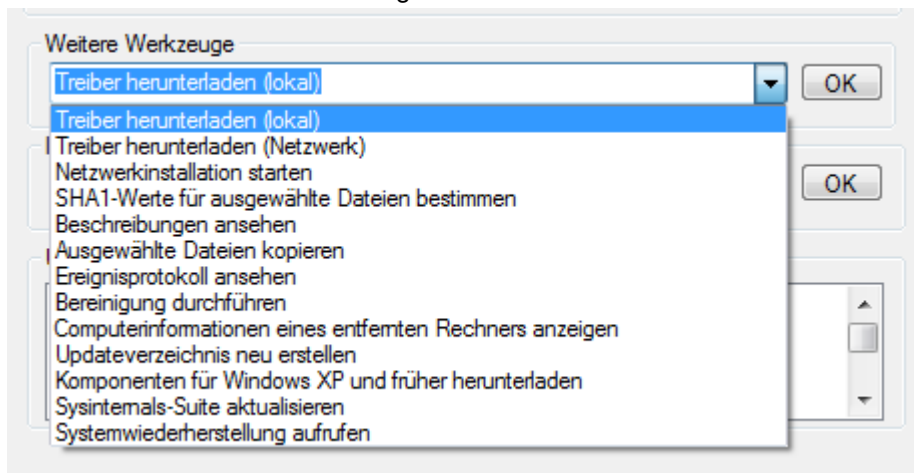 Weitere Werkzeuge
Treiber herunterladen (lokal)
OK
Treiber herunterladen (lokal)
Treiber herunterladen (Netzwerk)
Netzwerkinstallation starten
OK
SHA1-Werte für ausgewählte Dateien bestimmen
Beschreibungen ansehen
Ausgewählte Dateien kopieren
Ereignisprotokoll ansehen
Bereinigung durchführen
Computerinformationen eines entfernten Rechners anzeigen
Updateverzeichnis neu erstellen
Komponenten für Windows XP und früher herunterladen
Sysinternals-Suite aktualisieren
Systemwiederherstellung aufrufen